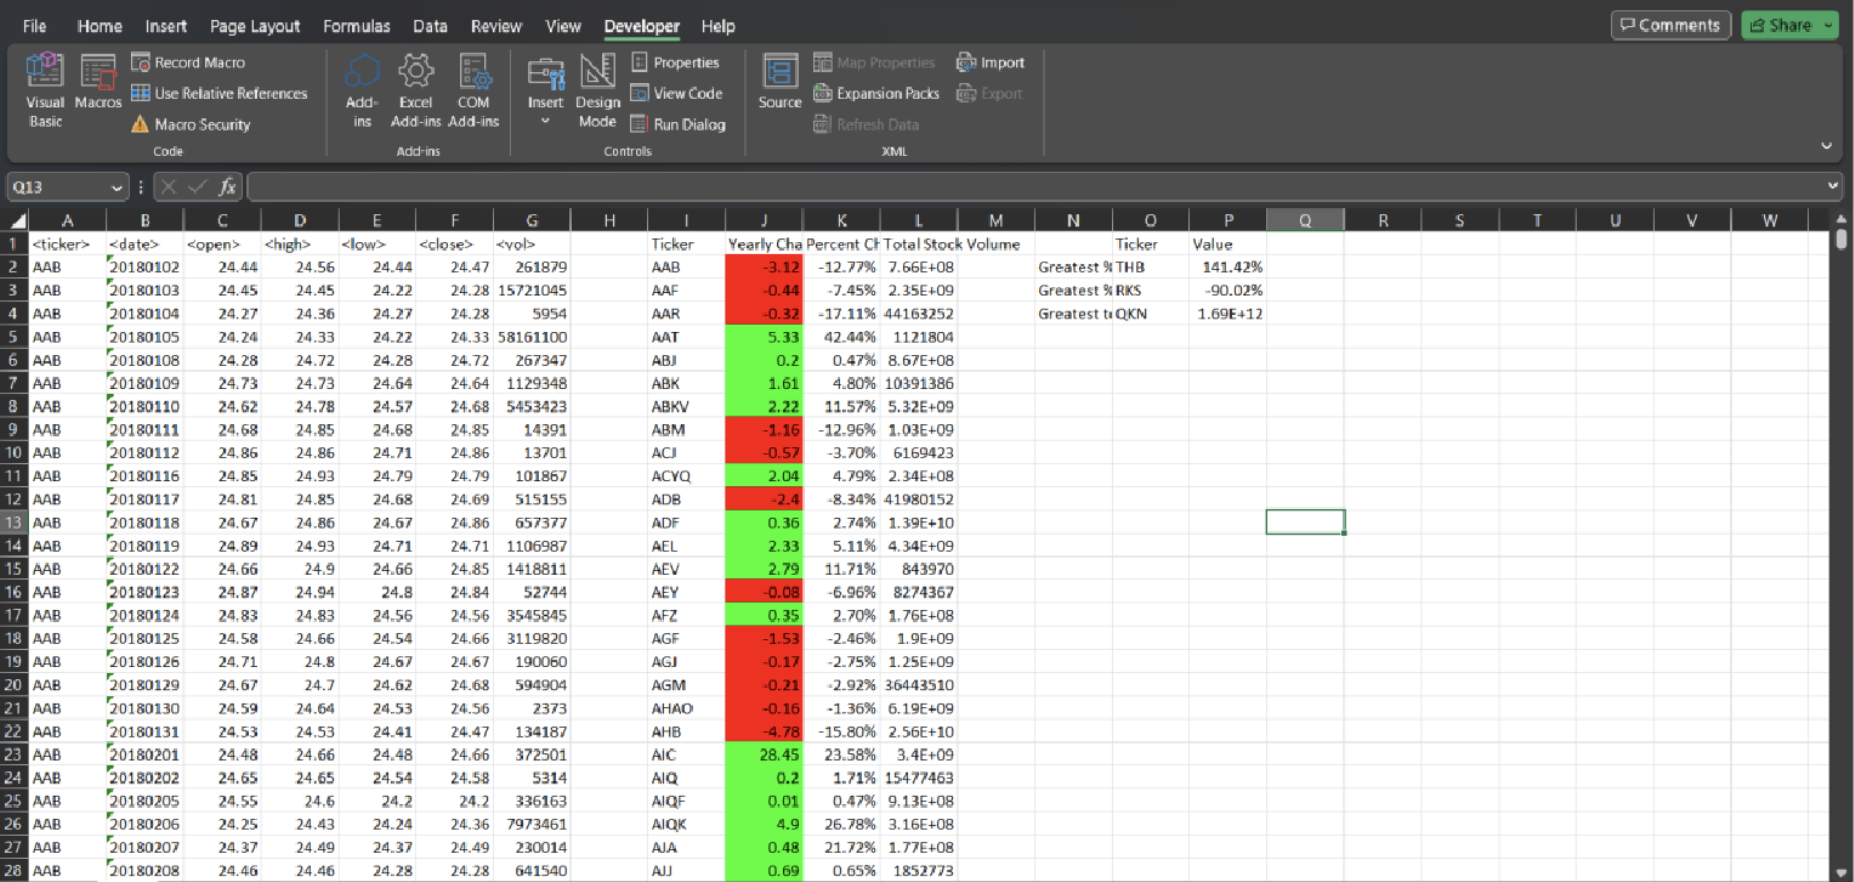 File Home Insert Page Layout Formulas Data Review View Developer Help Comments Share
Visual Basic Macros Record Macro Use Relative References Macro Security Code
Add-ins Excel Add-ins COM Add-ins Add-ins
Insert Design Mode Properties View Code Run Dialog Controls
Source Map Properties Expansion Packs Refresh Data Import Export XML
Q13 fx
A B C D E F G H I J K L M N O P Q R S T U V W
1 <ticker> <date> <open> <high> <low> <close> <vol> Ticker Yearly Cha Percent Ch Total Stock Volume Ticker Value
2 AAB 20180102 24.44 24.56 24.44 24.47 261879 AAB -3.12 -12.77% 7.66E+08 Greatest % THB 141.42%
3 AAB 20180103 24.45 24.45 24.22 24.28 15721045 AAF -0.44 -7.45% 2.35E+09 Greatest % RKS -90.02%
4 AAB 20180104 24.27 24.36 24.27 24.28 5954 AAR -0.32 -17.11% 44163252 Greatest to QKN 1.69E+12
5 AAB 20180105 24.24 24.33 24.22 24.33 58161100 AAT 5.33 42.44% 1121804
6 AAB 20180108 24.28 24.72 24.28 24.72 267347 ABJ 0.2 0.47% 8.67E+08
7 AAB 20180109 24.73 24.73 24.64 24.64 1129348 ABK 1.61 4.80% 10391386
8 AAB 20180110 24.62 24.78 24.57 24.68 5453423 ABKV 2.22 11.57% 5.32E+09
9 AAB 20180111 24.68 24.85 24.68 24.85 14391 ABM -1.16 -12.96% 1.03E+09
10 AAB 20180112 24.86 24.86 24.71 24.86 13701 ACJ -0.57 -3.70% 6169423
11 AAB 20180116 24.85 24.93 24.79 24.79 101867 ACYQ 2.04 4.79% 2.34E+08
12 AAB 20180117 24.81 24.85 24.68 24.69 515155 ADB -2.4 -8.34% 41980152
13 AAB 20180118 24.67 24.86 24.67 24.86 657377 ADF 0.36 2.74% 1.39E+10
14 AAB 20180119 24.89 24.93 24.71 24.71 1106987 AEL 2.33 5.11% 4.34E+09
15 AAB 20180122 24.66 24.9 24.66 24.85 1418811 AEV 2.79 11.71% 843970
16 AAB 20180123 24.87 24.94 24.8 24.84 52744 AEY -0.08 -6.96% 8274367
17 AAB 20180124 24.83 24.83 24.56 24.56 3545845 AFZ 0.35 2.70% 1.76E+08
18 AAB 20180125 24.58 24.66 24.54 24.66 3119820 AGF -1.53 -2.46% 1.9E+09
19 AAB 20180126 24.71 24.8 24.67 24.67 190060 AGJ -0.17 -2.75% 1.25E+09
20 AAB 20180129 24.67 24.7 24.62 24.68 594904 AGM -0.21 -2.92% 36443510
21 AAB 20180130 24.59 24.64 24.53 24.56 2373 AHAO -0.16 -1.36% 6.19E+09
22 AAB 20180131 24.53 24.53 24.41 24.47 134187 AHB -4.78 -15.80% 2.56E+10
23 AAB 20180201 24.48 24.66 24.48 24.66 372501 AIC 28.45 23.58% 3.4E+09
24 AAB 20180202 24.65 24.65 24.54 24.58 5314 AIQ 0.2 1.71% 15477463
25 AAB 20180205 24.55 24.6 24.2 24.2 336163 AIQF 0.01 0.47% 9.13E+08
26 AAB 20180206 24.25 24.43 24.24 24.36 7973461 AIQK 4.9 26.78% 3.16E+08
27 AAB 20180207 24.37 24.49 24.37 24.49 230014 AJA 0.48 21.72% 1.77E+08
28 AAB 20180208 24.46 24.46 24.28 24.28 641540 AJJ 0.69 0.65% 1852773